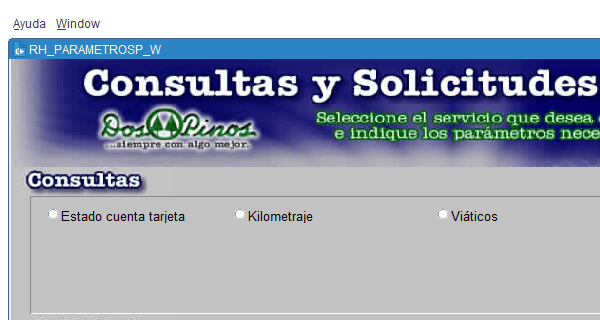 Ayuda Window
RH_PARAMETROSP_W
Consultas y Solicitudes
Dos Pinos
...siempre con algo mejor.
Seleccione el servicio que desea
e indique los parámetros nece
Consultas
Estado cuenta tarjeta Kilometraje Viáticos